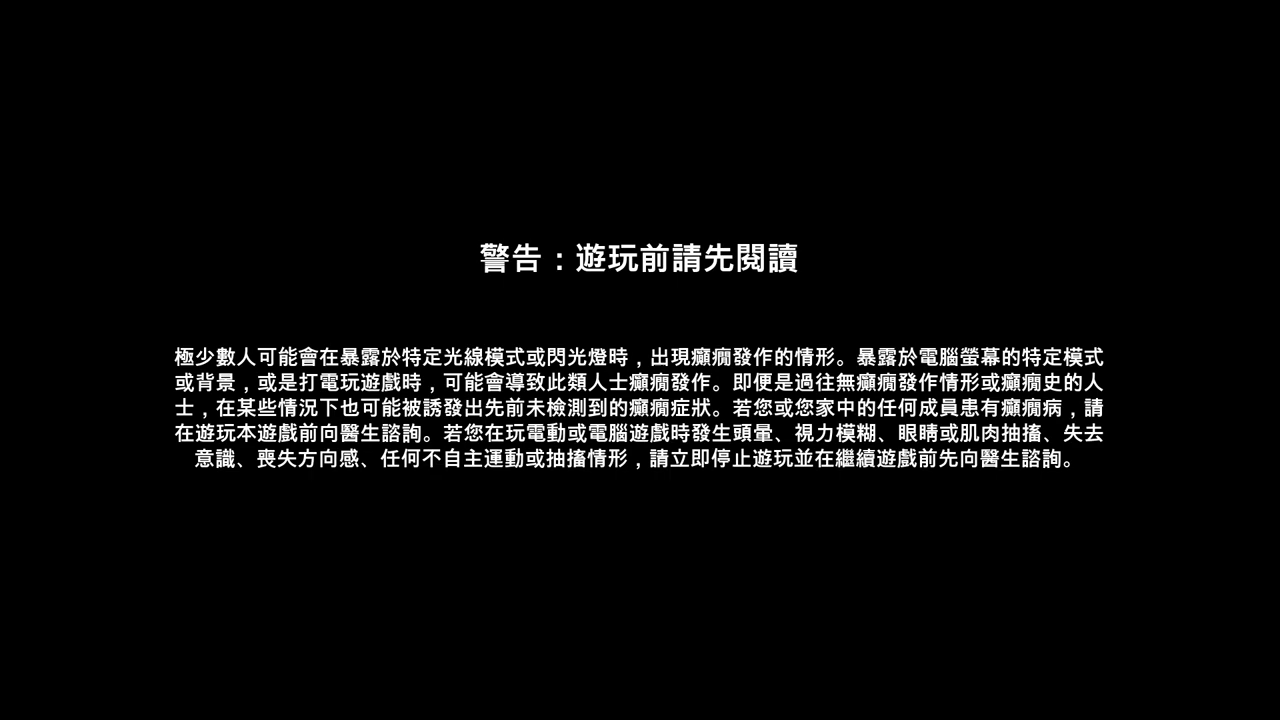 警告：遊玩前請先閱讀
極少數人可能會在暴露於特定光線模式或閃光燈時，出現癲癇發作的情形。暴露於電腦螢幕的特定模式
或背景，或是打電玩遊戲時，可能會導致此類人士癲癇發作。即便是過往無癲癇發作情形或癲癇史的人
士，在某些情況下也可能被誘發出先前未檢測到的癲癇症狀。若您或您家中的任何成員患有癲癇病，請
在遊玩本遊戲前向醫生諮詢。若您在玩電動或電腦遊戲時發生頭暈、視力模糊、眼睛或肌肉抽搐、失去
意識、喪失方向感、任何不自主運動或抽搐情形，請立即停止遊玩並在繼續遊戲前先向醫生諮詢。